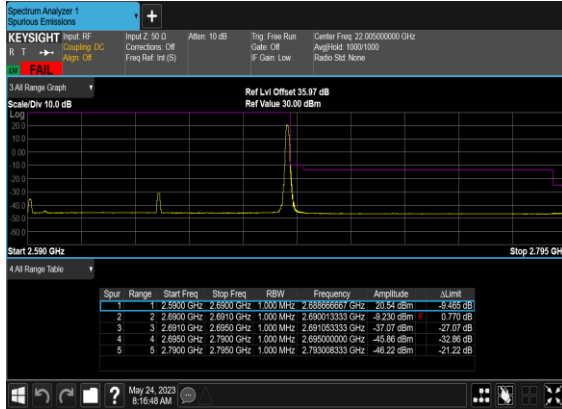 Spectrum Analyzer 1
Spurious Emissions
KEYSIGHT Input: RF Input Z: 50 Ω Atten: 10 dB Trig: Free Run Center Freq: 22.005000000 GHz
R T Coupling: DC Corrections: Off Gate: Off Avg|Hold: 1000/1000
Align: Off Freq Ref: Int (S) IF Gain: Low Radio Std: None
FAIL
3 All Range Graph Ref Lvl Offset 35.97 dB
Scale/Div 10.0 dB Ref Value 30.00 dBm
Log
20.0
10.0
0.00
-10.0
-20.0
-30.0
-40.0
-50.0
-60.0
Start 2.590 GHz Stop 2.795 GH
4 All Range Table
Spur Range Start Freq Stop Freq RBW Frequency Amplitude ΔLimit
1 1 2.5900 GHz 2.6900 GHz 1.000 MHz 2.688666667 GHz 20.54 dBm -9.465 dB
2 2 2.6900 GHz 2.6910 GHz 1.000 MHz 2.690013333 GHz -9.230 dBm F 0.770 dB
3 3 2.6910 GHz 2.6950 GHz 1.000 MHz 2.691053333 GHz -37.07 dBm -27.07 dB
4 4 2.6950 GHz 2.7900 GHz 1.000 MHz 2.695000000 GHz -45.86 dBm -32.86 dB
5 5 2.7900 GHz 2.7950 GHz 1.000 MHz 2.793008333 GHz -46.22 dBm -21.22 dB
May 24, 2023
8:16:48 AM